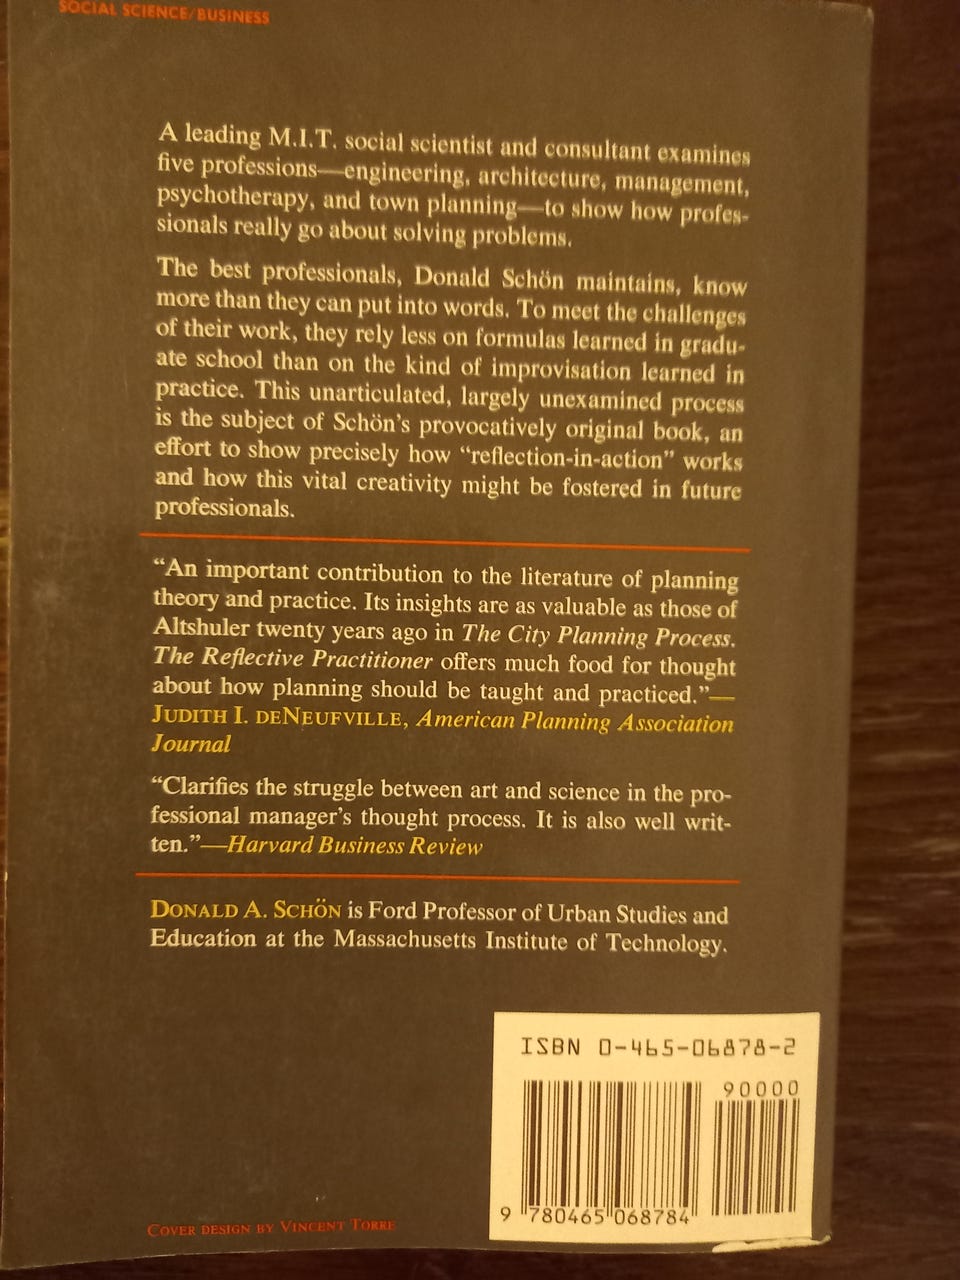 SOCIAL SCIENCE/BUSINESS
A leading M.I.T. social scientist and consultant examines
five professions—engineering, architecture, management,
psychotherapy, and town planning—to show how profes-
sionals really go about solving problems.
The best professionals, Donald Schön maintains, know
more than they can put into words. To meet the challenges
of their work, they rely less on formulas learned in gradu-
ate school than on the kind of improvisation learned in
practice. This unarticulated, largely unexamined process
is the subject of Schön's provocatively original book, an
effort to show precisely how “reflection-in-action” works
and how this vital creativity might be fostered in future
professionals.
“An important contribution to the literature of planning
theory and practice. Its insights are as valuable as those of
Altshuler twenty years ago in The City Planning Process.
The Reflective Practitioner offers much food for thought
about how planning should be taught and practiced.”—
JUDITH I. DENEUFVILLE, American Planning Association
Journal
“Clarifies the struggle between art and science in the pro-
fessional manager's thought process. It is also well writ-
ten.”—Harvard Business Review
DONALD A. SCHÖN is Ford Professor of Urban Studies and
Education at the Massachusetts Institute of Technology.
ISBN 0-465-06878-2
90000
9 780465 068784
COVER DESIGN BY VINCENT TORRE